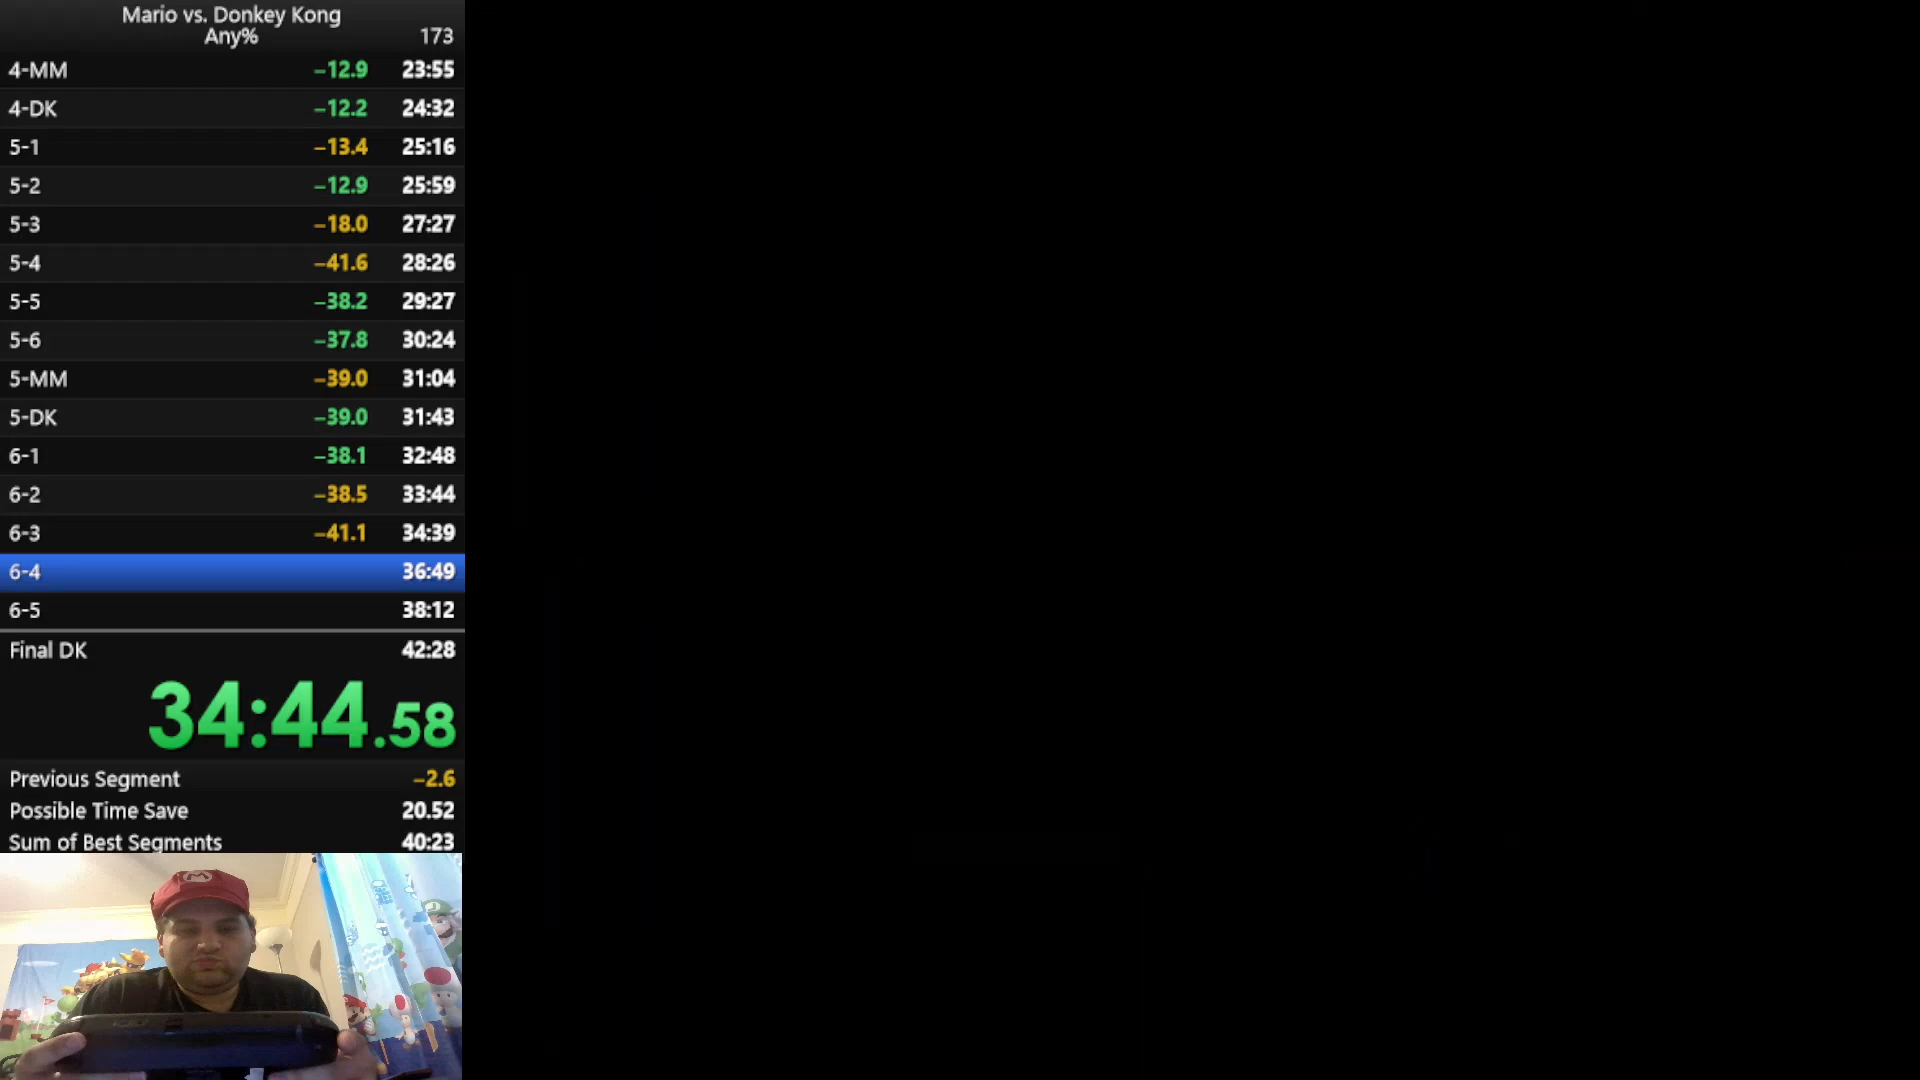 Mario vs. Donkey Kong
Any% 173
4-MM −12.9 23:55
4-DK −12.2 24:32
5-1 −13.4 25:16
5-2 −12.9 25:59
5-3 −18.0 27:27
5-4 −41.6 28:26
5-5 −38.2 29:27
5-6 −37.8 30:24
5-MM −39.0 31:04
5-DK −39.0 31:43
6-1 −38.1 32:48
6-2 −38.5 33:44
6-3 −41.1 34:39
6-4 36:49
6-5 38:12
Final DK 42:28
34:44.58
Previous Segment −2.6
Possible Time Save 20.52
Sum of Best Segments 40:23
M